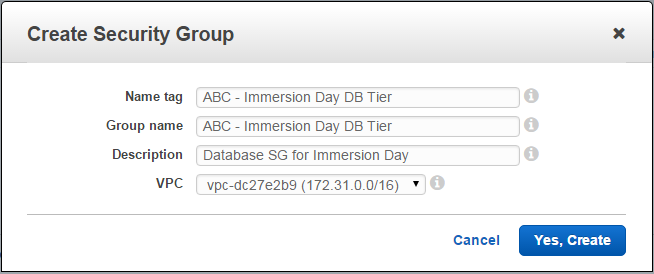 Create Security Group
Name tag ABC - Immersion Day DB Tier
Group name ABC - Immersion Day DB Tier
Description Database SG for Immersion Day
VPC vpc-dc27e2b9 (172.31.0.0/16)
Cancel Yes, Create